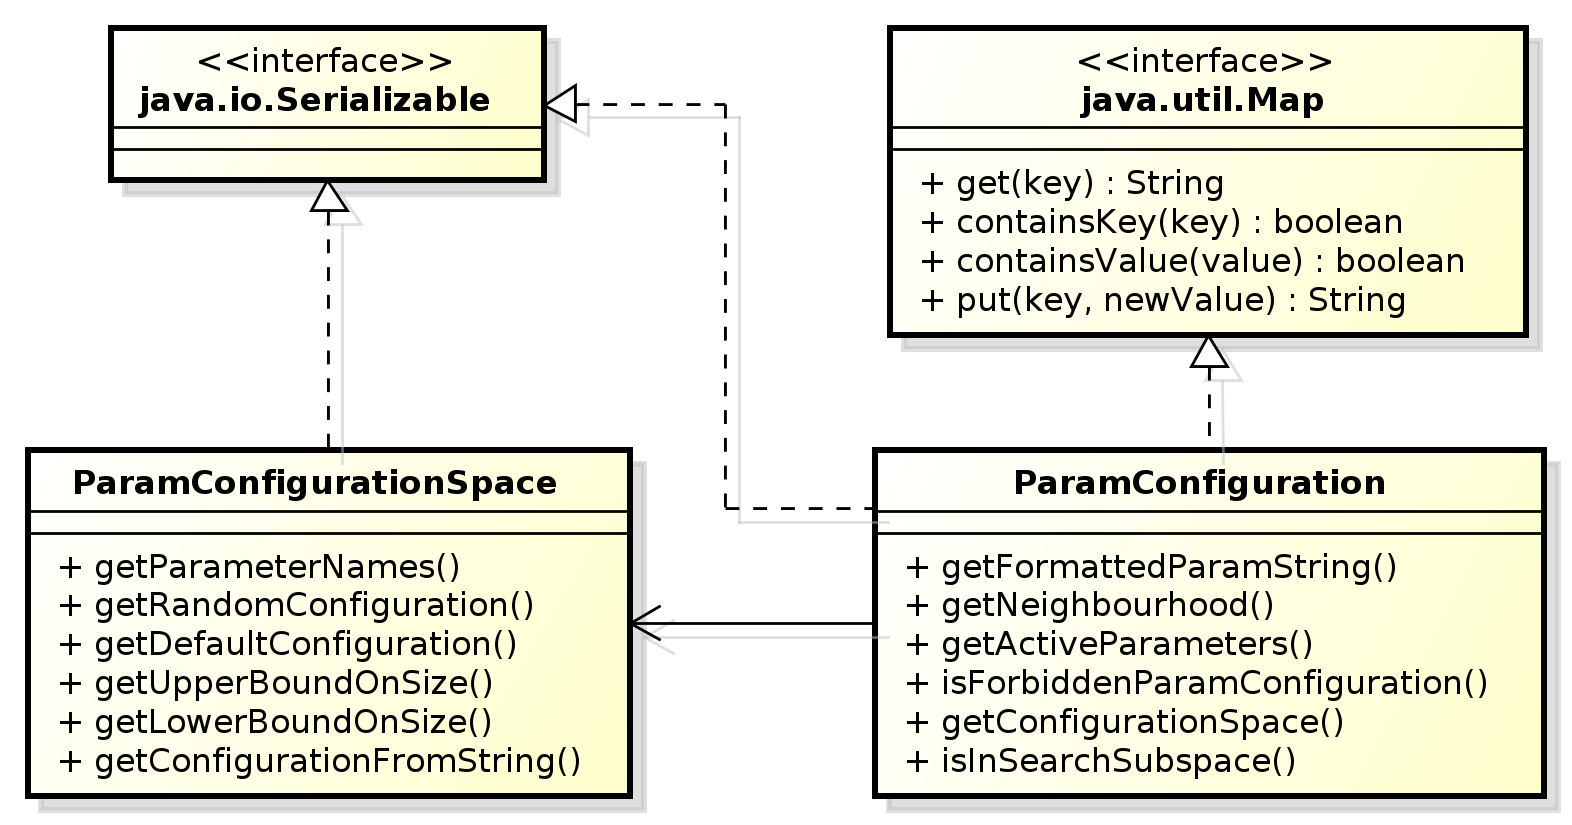 <<interface>>
java.io.Serializable
<<interface>>
java.util.Map
+ get(key) : String
+ containsKey(key) : boolean
+ containsValue(value) : boolean
+ put(key, newValue) : String
ParamConfigurationSpace
+ getParameterNames()
+ getRandomConfiguration()
+ getDefaultConfiguration()
+ getUpperBoundOnSize()
+ getLowerBoundOnSize()
+ getConfigurationFromString()
ParamConfiguration
+ getFormattedParamString()
+ getNeighbourhood()
+ getActiveParameters()
+ isForbiddenParamConfiguration()
+ getConfigurationSpace()
+ isInSearchSubspace()